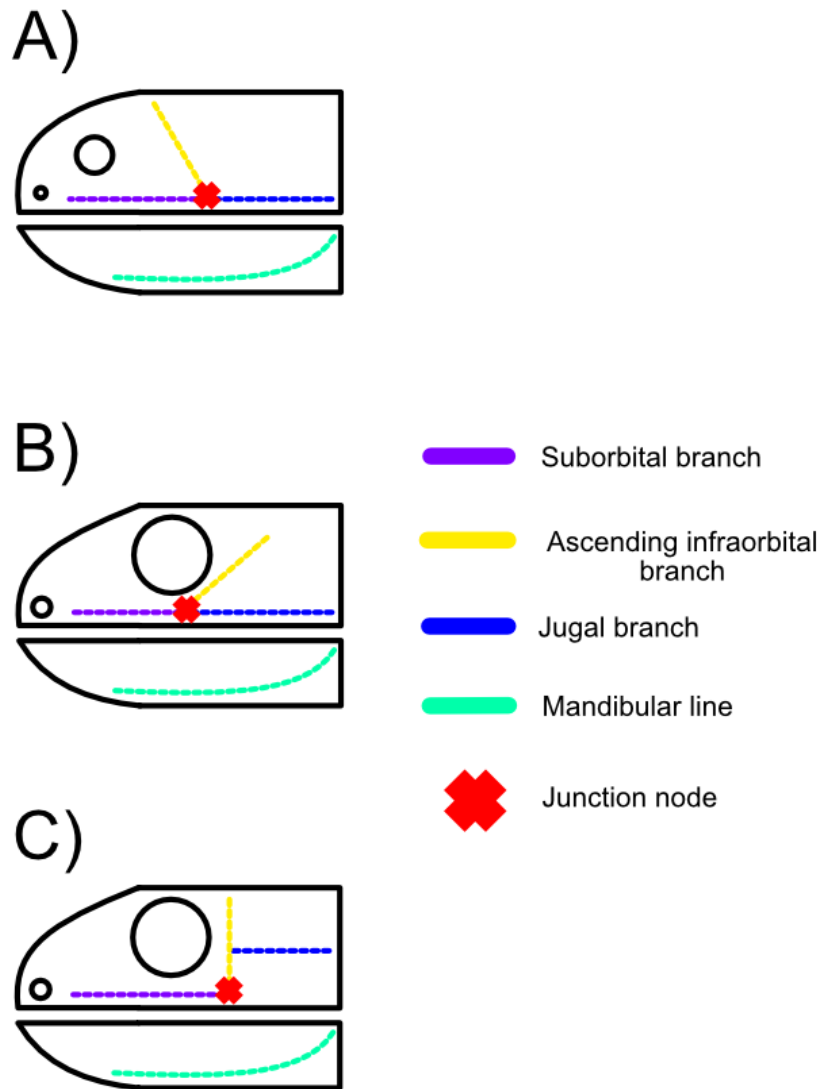 A)
B)
Suborbital branch
Ascending infraorbital
branch
Jugal branch
Mandibular line
Junction node
C)